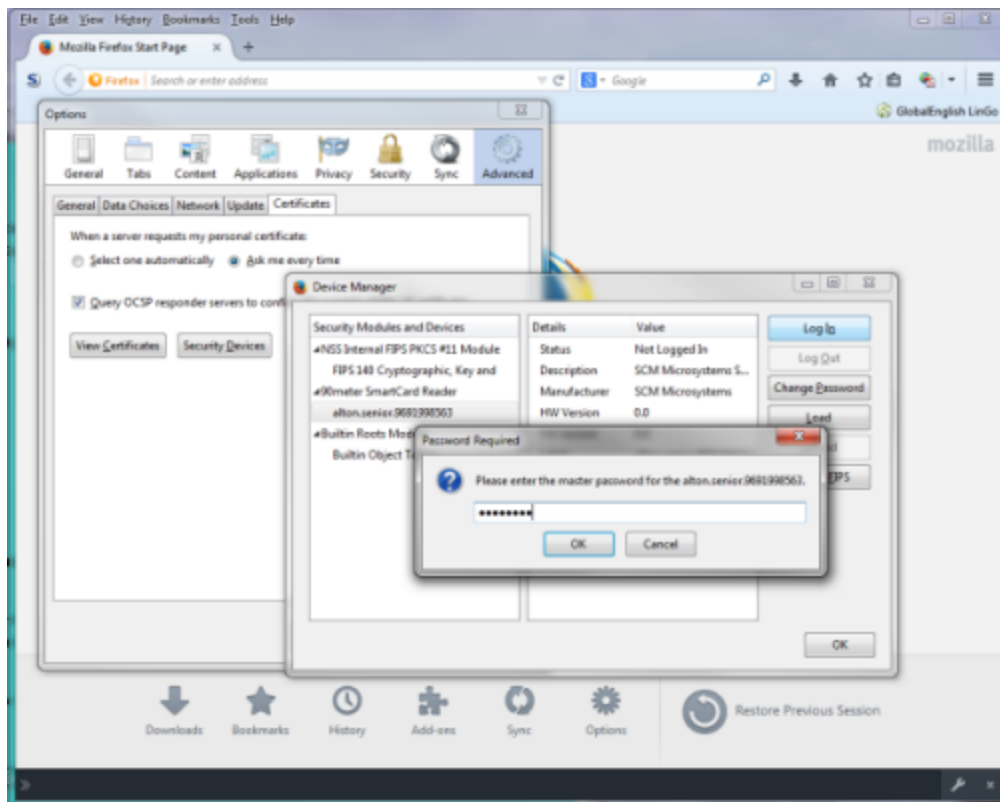 File Edit View History Bookmarks Tools Help
Mozilla Firefox Start Page
Firefox Search or enter address
Google
GlobalEnglish LinGo
mozilla
Options
General Tabs Content Applications Privacy Security Sync Advanced
General Data Choices Network Update Certificates
When a server requests my personal certificate:
Select one automatically Ask me every time
Query OCSP responder servers to
View Certificates Security Devices
Device Manager
Security Modules and Devices
NSS Internal FIPS PKCS #11 Module
FIPS 140 Cryptographic, Key and
90meter SmartCard Reader
alton.senior.9691998563
Builtin Roots
Builtin Object
Details Value
Status Not Logged In
Description SCM Microsystems S...
Manufacturer SCM Microsystems
HW Version 0.0
Log In
Log Out
Change Password
Load
FIPS
OK
Password Required
Please enter the master password for the alton.senior.9691998563.
OK Cancel
Downloads Bookmarks History Add-ons Sync Options
Restore Previous Session